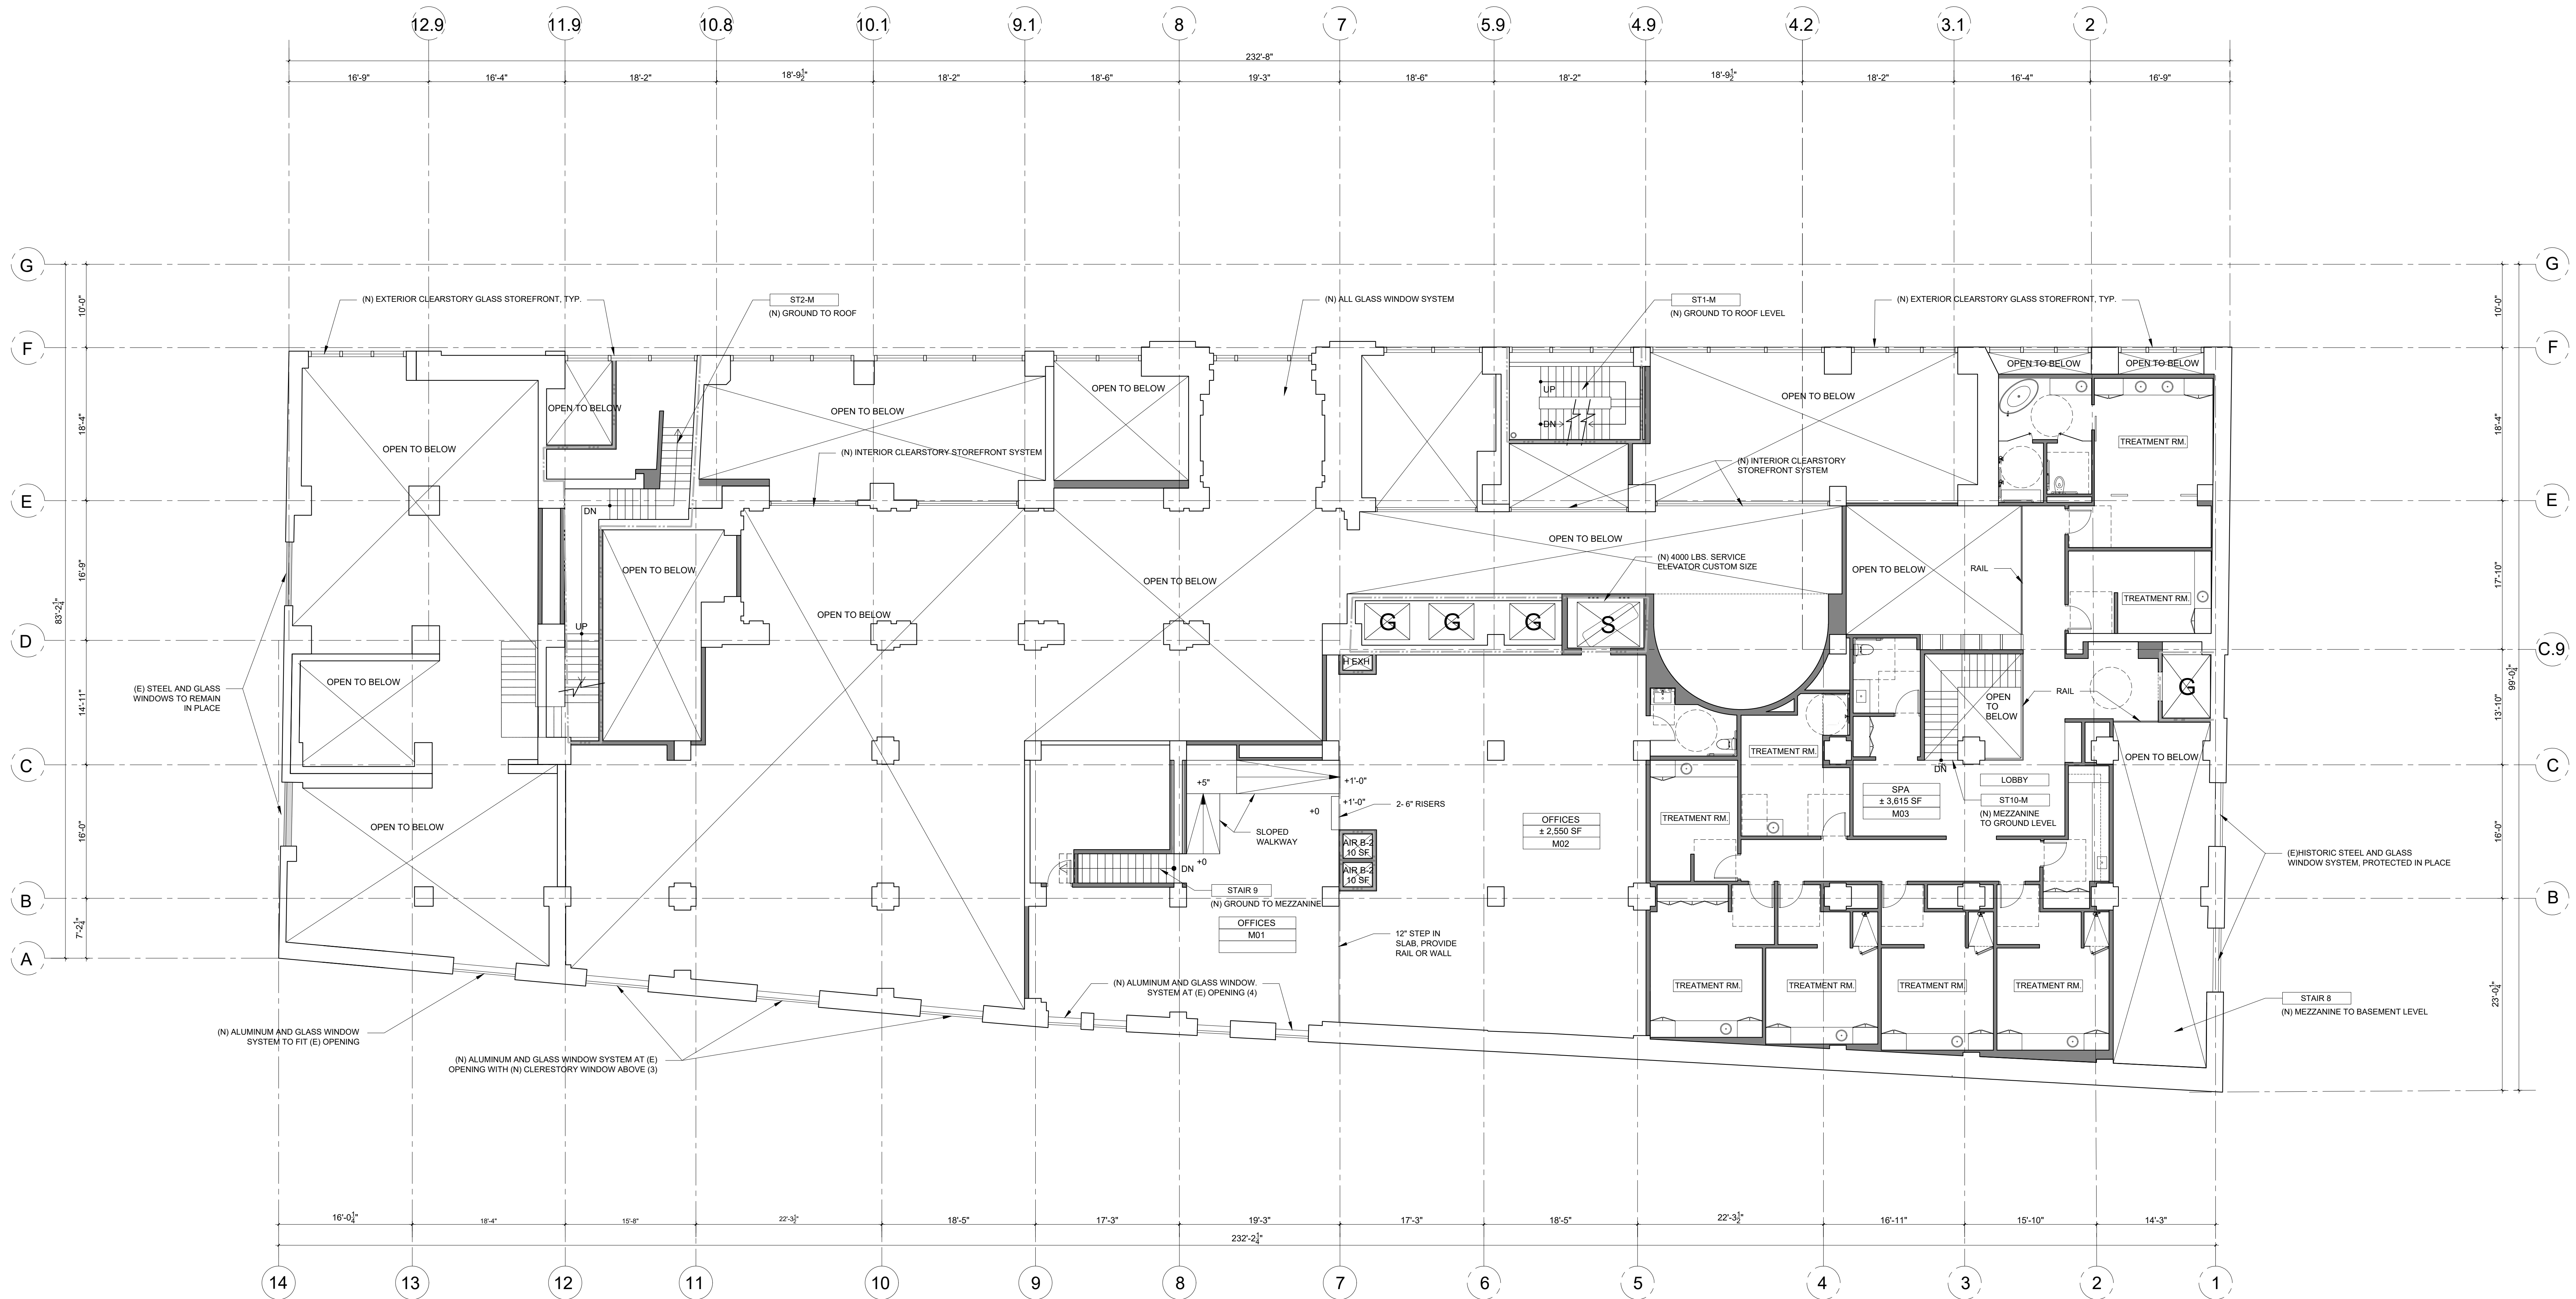 12.9
11.9
10.8
10.1
9.1
8
7
5.9
4.9
4.2
3.1
2
232'-8"
16'-9"
16'-4"
18'-2"
18'-9½"
18'-2"
18'-6"
19'-3"
18'-6"
18'-2"
18'-9½"
18'-2"
16'-4"
16'-9"
G
G
10'-0"
10'-0"
(N) EXTERIOR CLEARSTORY GLASS STOREFRONT, TYP.
ST2-M
(N) GROUND TO ROOF
(N) ALL GLASS WINDOW SYSTEM
ST1-M
(N) GROUND TO ROOF LEVEL
(N) EXTERIOR CLEARSTORY GLASS STOREFRONT, TYP.
F
F
OPEN TO BELOW
OPEN TO BELOW
OPEN TO BELOW
UP
OPEN TO BELOW
OPEN TO BELOW
OPEN TO BELOW
18'-4"
18'-4"
DN
TREATMENT RM.
OPEN TO BELOW
(N) INTERIOR CLEARSTORY STOREFRONT SYSTEM
(N) INTERIOR CLEARSTORY
STOREFRONT SYSTEM
E
E
DN
OPEN TO BELOW
(N) 4000 LBS. SERVICE
ELEVATOR CUSTOM SIZE
OPEN TO BELOW
OPEN TO BELOW
OPEN TO BELOW
RAIL
16'-9"
17'-10"
83'-2¼"
TREATMENT RM.
OPEN TO BELOW
UP
G
G
G
S
D
C.9
H EXH
OPEN TO BELOW
(E) STEEL AND GLASS
WINDOWS TO REMAIN
IN PLACE
G
RAIL
OPEN
TO
BELOW
14'-11"
13'-10"
99'-0¼"
TREATMENT RM.
OPEN TO BELOW
C
C
DN
+5"
+1'-0"
LOBBY
SPA
± 3,615 SF
M03
ST10-M
(N) MEZZANINE
TO GROUND LEVEL
+1'-0"
2- 6" RISERS
+0
OFFICES
± 2,550 SF
M02
TREATMENT RM.
OPEN TO BELOW
16'-0"
16'-0"
SLOPED
WALKWAY
AIR B-2
10 SF
AIR B-2
10 SF
(E)HISTORIC STEEL AND GLASS
WINDOW SYSTEM, PROTECTED IN PLACE
+0
DN
STAIR 9
(N) GROUND TO MEZZANINE
B
B
OFFICES
M01
7'-2¼"
12" STEP IN
SLAB, PROVIDE
RAIL OR WALL
A
(N) ALUMINUM AND GLASS WINDOW.
SYSTEM AT (E) OPENING (4)
TREATMENT RM.
TREATMENT RM.
TREATMENT RM.
TREATMENT RM.
23'-0¼"
STAIR 8
(N) MEZZANINE TO BASEMENT LEVEL
(N) ALUMINUM AND GLASS WINDOW
SYSTEM TO FIT (E) OPENING
(N) ALUMINUM AND GLASS WINDOW SYSTEM AT (E)
OPENING WITH (N) CLERESTORY WINDOW ABOVE (3)
16'-0¼"
18'-4"
15'-8"
22'-3½"
18'-5"
17'-3"
19'-3"
17'-3"
18'-5"
22'-3½"
16'-11"
15'-10"
14'-3"
232'-2¼"
14
13
12
11
10
9
8
7
6
5
4
3
2
1